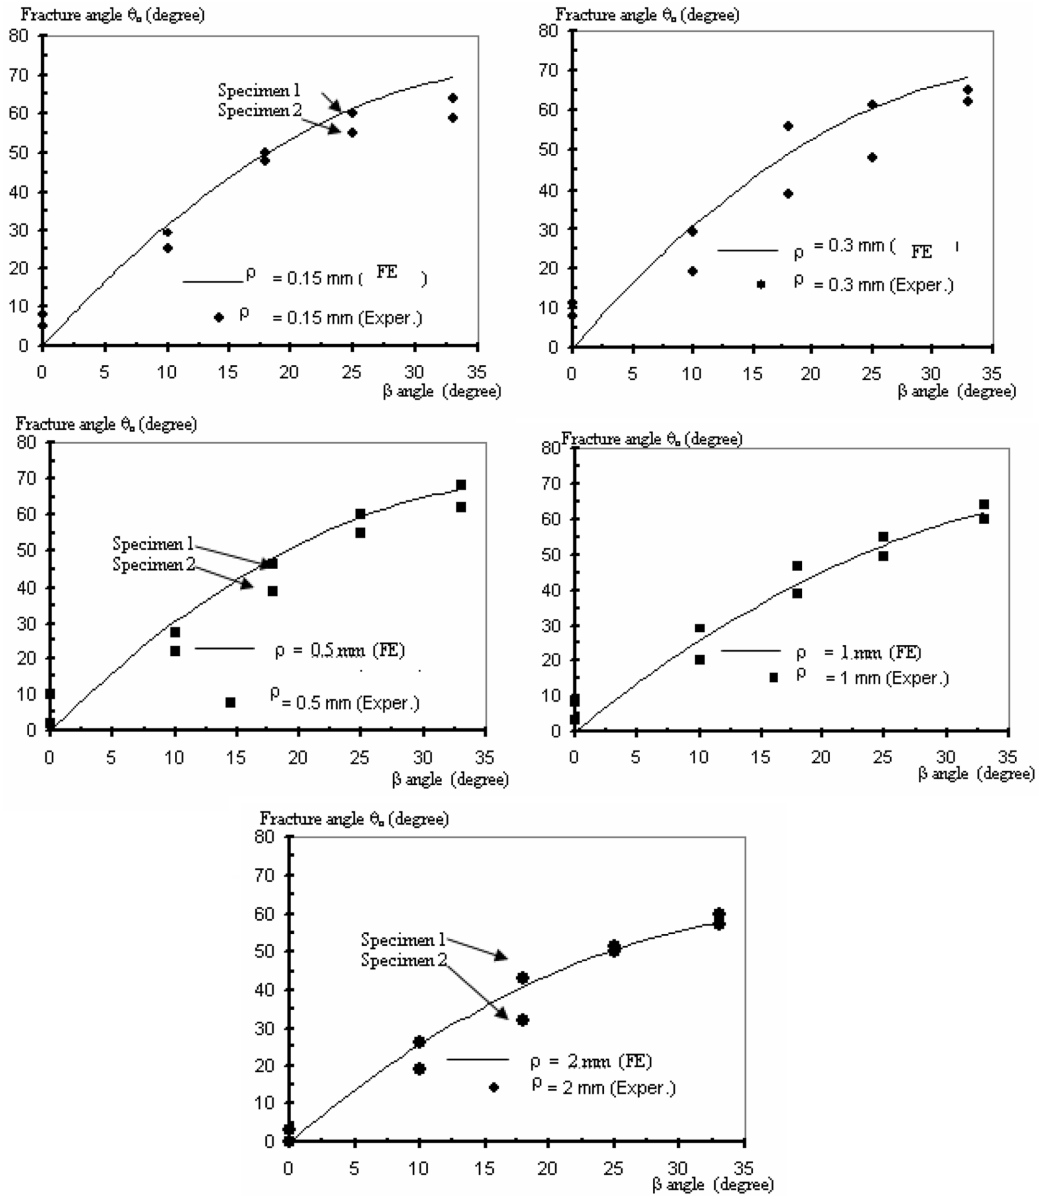 Fracture angle θₒ (degree)
80
70
60
50
40
30
20
10
0
Specimen 1
Specimen 2
ρ = 0.15 mm ( FE )
ρ = 0.15 mm (Exper.)
0 5 10 15 20 25 30 35
β angle (degree)
Fracture angle θₒ (degree)
80
70
60
50
40
30
20
10
0
ρ = 0.3 mm ( FE )
ρ = 0.3 mm (Exper.)
0 5 10 15 20 25 30 35
β angle (degree)
Fracture angle θₒ (degree)
80
70
60
50
40
30
20
10
0
Specimen 1
Specimen 2
ρ = 0.5 mm (FE)
ρ = 0.5 mm (Exper.)
0 5 10 15 20 25 30 35
β angle (degree)
Fracture angle θₒ (degree)
80
70
60
50
40
30
20
10
0
ρ = 1 mm (FE)
ρ = 1 mm (Exper.)
0 5 10 15 20 25 30 35
β angle (degree)
Fracture angle θₒ (degree)
80
70
60
50
40
30
20
10
0
Specimen 1
Specimen 2
ρ = 2 mm (FE)
ρ = 2 mm (Exper.)
0 5 10 15 20 25 30 35
β angle (degree)